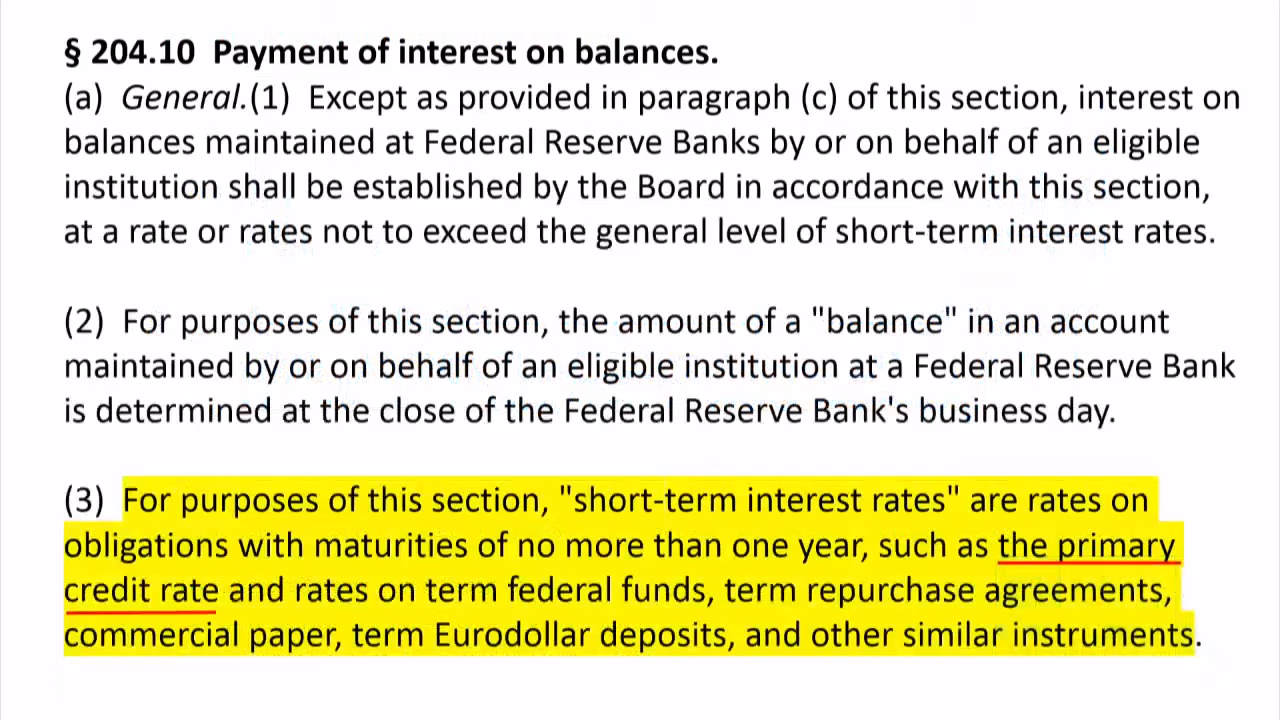 § 204.10  Payment of interest on balances.
(a)  General.(1)  Except as provided in paragraph (c) of this section, interest on
balances maintained at Federal Reserve Banks by or on behalf of an eligible
institution shall be established by the Board in accordance with this section,
at a rate or rates not to exceed the general level of short-term interest rates.
(2)  For purposes of this section, the amount of a "balance" in an account
maintained by or on behalf of an eligible institution at a Federal Reserve Bank
is determined at the close of the Federal Reserve Bank's business day.
(3)  For purposes of this section, "short-term interest rates" are rates on
obligations with maturities of no more than one year, such as the primary
credit rate and rates on term federal funds, term repurchase agreements,
commercial paper, term Eurodollar deposits, and other similar instruments.